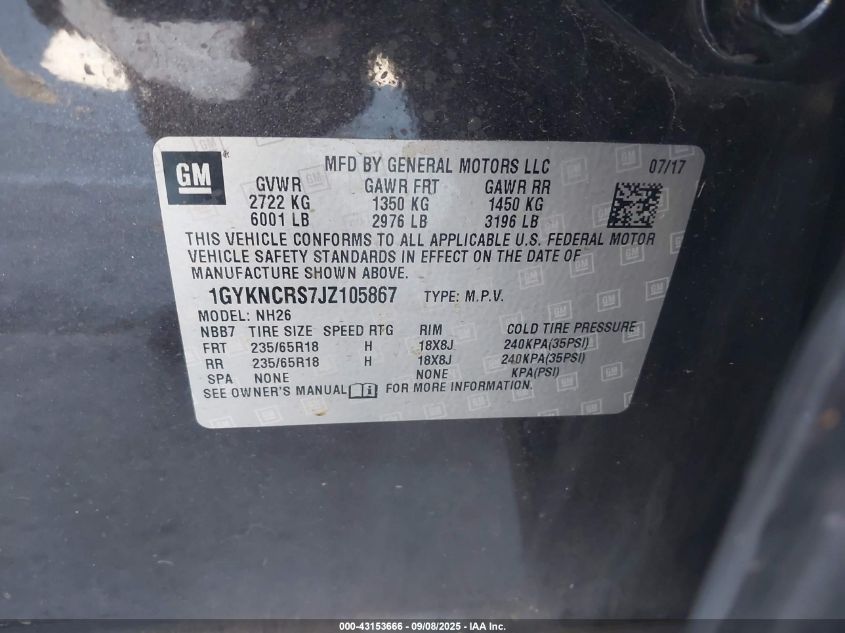 GM
MFD BY GENERAL MOTORS LLC 07/17
GVWR GAWR FRT GAWR RR
2722 KG 1350 KG 1450 KG
6001 LB 2976 LB 3196 LB
THIS VEHICLE CONFORMS TO ALL APPLICABLE U.S. FEDERAL MOTOR
VEHICLE SAFETY STANDARDS IN EFFECT ON THE DATE OF
MANUFACTURE SHOWN ABOVE.
1GYKNCRS7JZ105867 TYPE: M.P.V.
MODEL: NH26
NBB7 TIRE SIZE SPEED RTG RIM COLD TIRE PRESSURE
FRT 235/65R18 H 18X8J 240KPA(35PSI)
RR 235/65R18 H 18X8J 240KPA(35PSI)
SPA NONE NONE KPA(PSI)
SEE OWNER'S MANUAL FOR MORE INFORMATION.
000-43153666 - 09/08/2025 - IAA Inc.